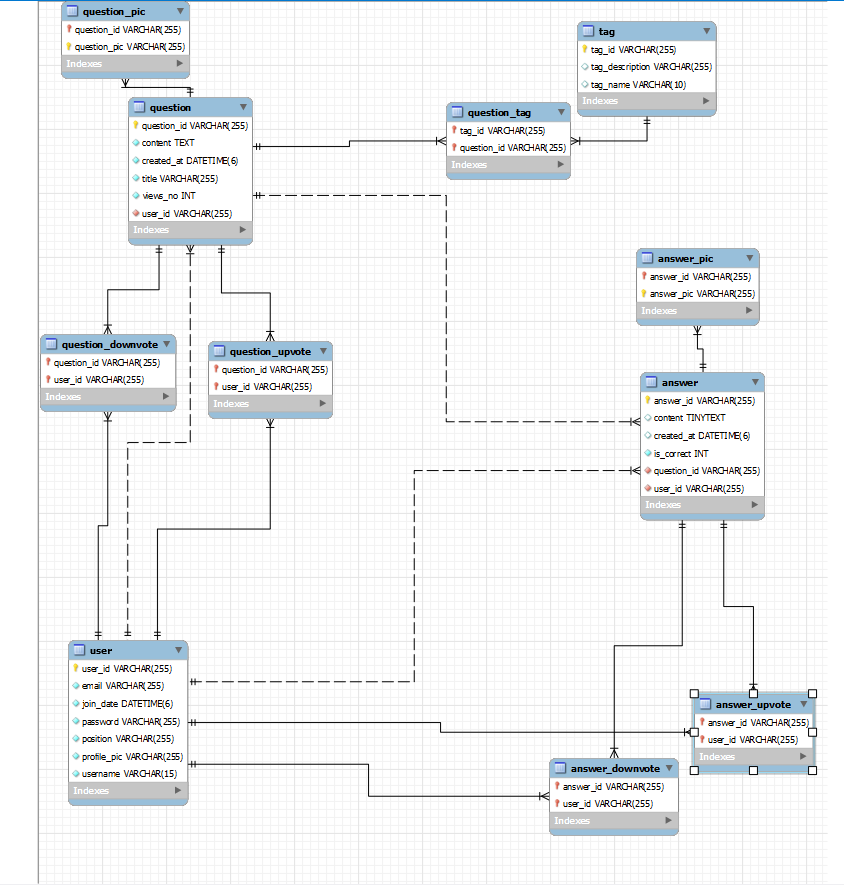 question_pic
question_id VARCHAR(255)
question_pic VARCHAR(255)
Indexes
tag
tag_id VARCHAR(255)
tag_description VARCHAR(255)
tag_name VARCHAR(10)
Indexes
question
question_id VARCHAR(255)
content TEXT
created_at DATETIME(6)
title VARCHAR(255)
views_no INT
user_id VARCHAR(255)
Indexes
question_tag
tag_id VARCHAR(255)
question_id VARCHAR(255)
Indexes
answer_pic
answer_id VARCHAR(255)
answer_pic VARCHAR(255)
Indexes
question_downvote
question_id VARCHAR(255)
user_id VARCHAR(255)
Indexes
question_upvote
question_id VARCHAR(255)
user_id VARCHAR(255)
Indexes
answer
answer_id VARCHAR(255)
content TINYTEXT
created_at DATETIME(6)
is_correct INT
question_id VARCHAR(255)
user_id VARCHAR(255)
Indexes
user
user_id VARCHAR(255)
email VARCHAR(255)
join_date DATETIME(6)
password VARCHAR(255)
position VARCHAR(255)
profile_pic VARCHAR(255)
username VARCHAR(15)
Indexes
answer_upvote
answer_id VARCHAR(255)
user_id VARCHAR(255)
Indexes
answer_downvote
answer_id VARCHAR(255)
user_id VARCHAR(255)
Indexes